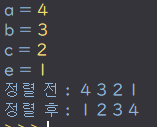 a = 4
b = 3
c = 2
e = 1
정렬 전 : 4 3 2 1
정렬 후 : 1 2 3 4
>>>